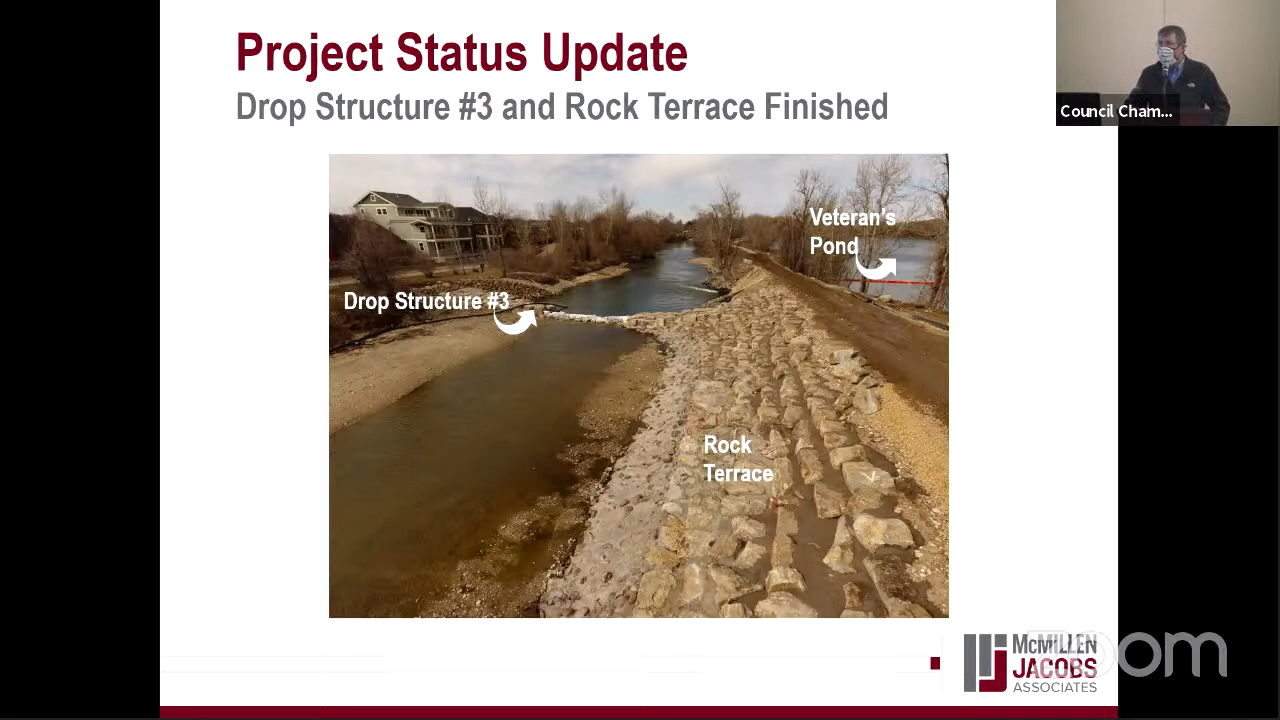 Project Status Update
Drop Structure #3 and Rock Terrace Finished
Council Cham...
Veteran's
Pond
Drop Structure #3
Rock
Terrace
McMILLEN
JACOBS
ASSOCIATES
zoom